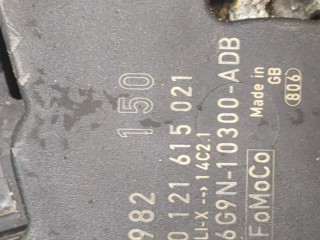 150
982
0 121 615 021
LI-X --> 14C2.1
6G9N-10300-ADB
FoMoCo
Made in
GB
806